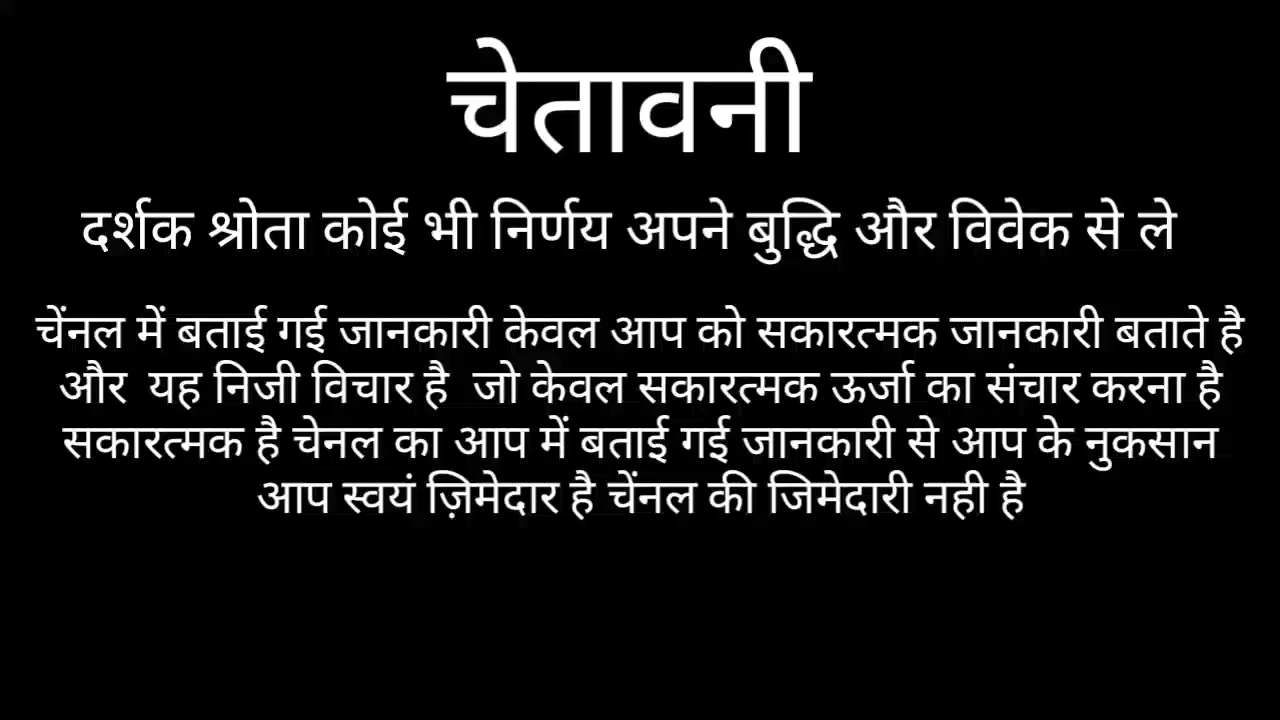 चेतावनी
दर्शक श्रोता कोई भी निर्णय अपने बुद्धि और विवेक से ले
चेंनल में बताई गई जानकारी केवल आप को सकारत्मक जानकारी बताते है
और यह निजी विचार है जो केवल सकारत्मक ऊर्जा का संचार करना है
सकारत्मक है चेनल का आप में बताई गई जानकारी से आप के नुकसान
आप स्वयं ज़िमेदार है चेंनल की जिमेदारी नही है